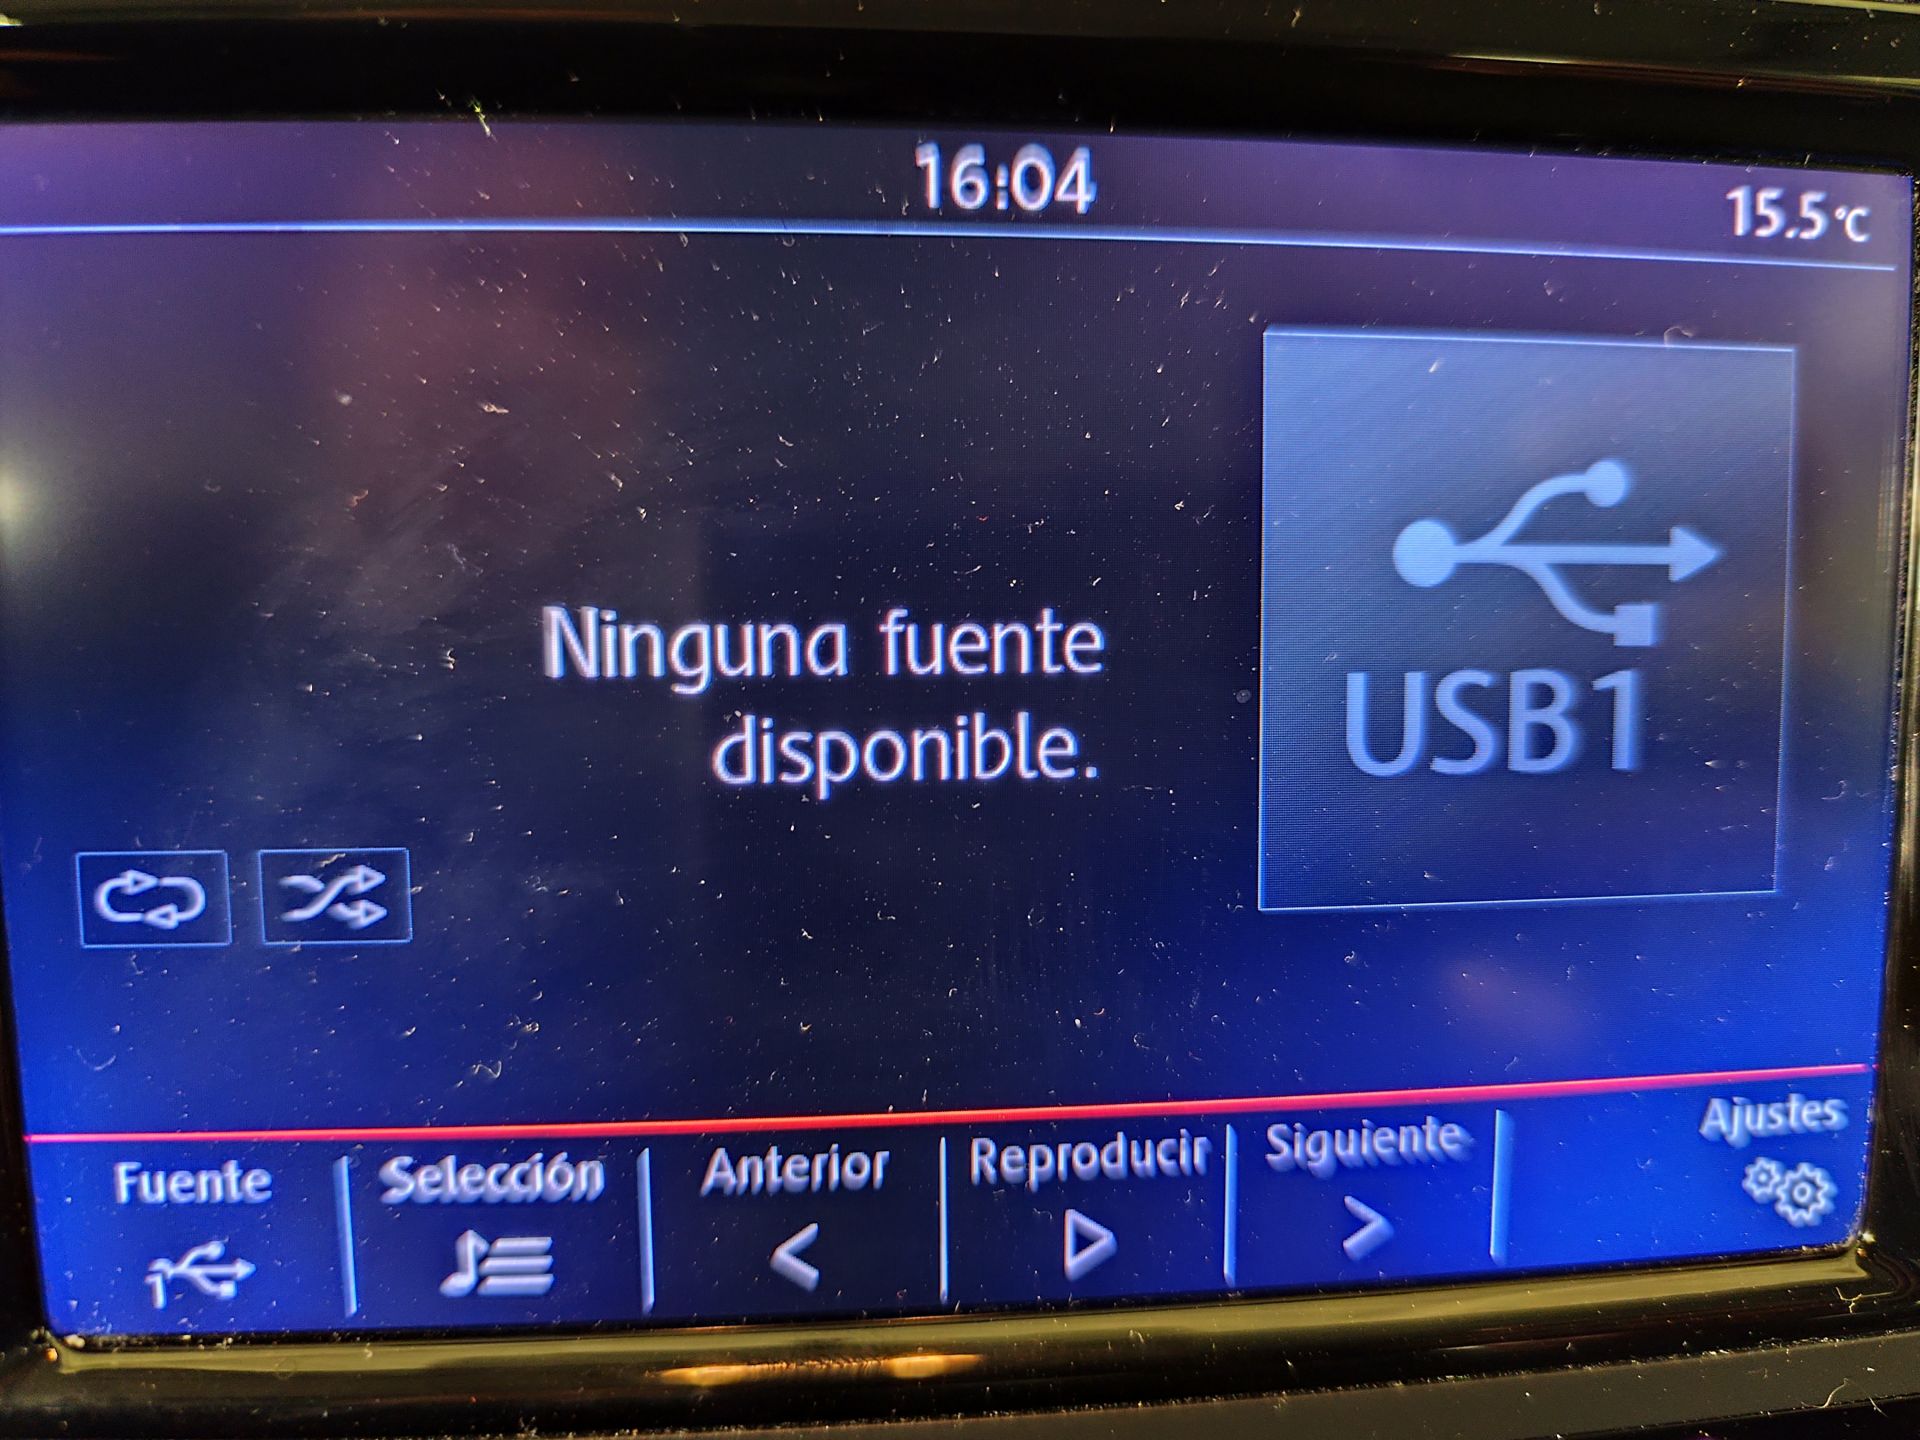 16:04
15.5°C
Ninguna fuente
disponible.
USB1
Fuente
Selección
Anterior
Reproducir
Siguiente
Ajustes
1